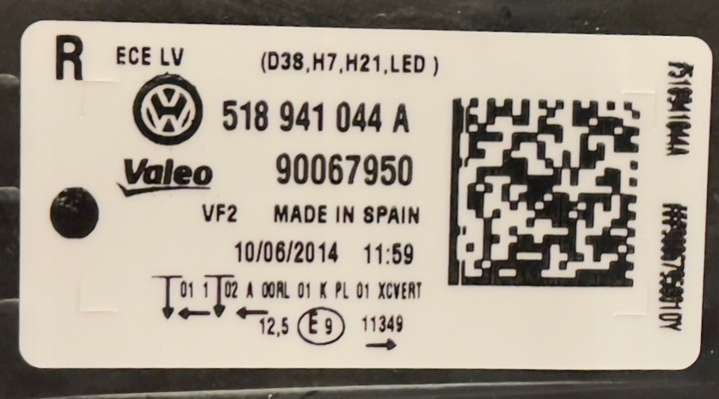 R
ECE LV (D3S,H7,H21,LED )
518 941 044 A
Valeo 90067950
VF2 MADE IN SPAIN
10/06/2014 11:59
01 1 02 A 00RL 01 K PL 01 XCVERT
12,5 E9 11349